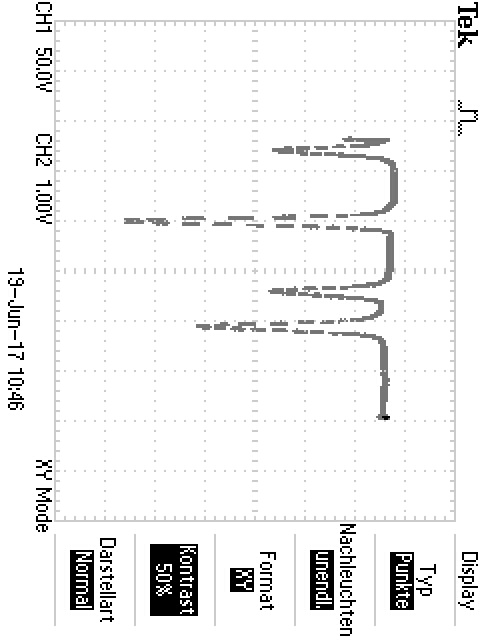 Tek
Display
Typ
Punkte
Nachleuchten
Unendl.
Format
XY
Kontrast
50%
Darstellart
Normal
CH1 50.0V CH2 1.00V XY Mode
19-Jun-17 10:46